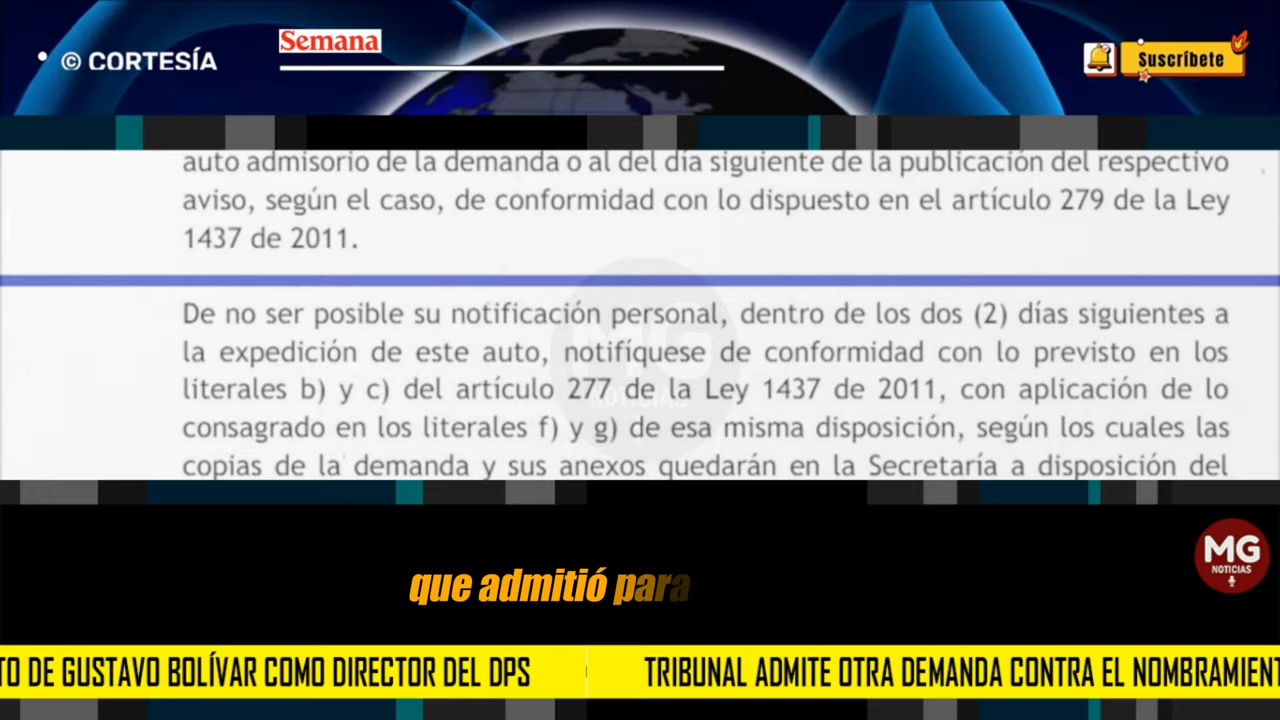 © CORTESÍA
Semana
Suscríbete
auto admisorio de la demanda o al del día siguiente de la publicación del respectivo
aviso, según el caso, de conformidad con lo dispuesto en el artículo 279 de la Ley
1437 de 2011.
De no ser posible su notificación personal, dentro de los dos (2) días siguientes a
la expedición de este auto, notifíquese de conformidad con lo previsto en los
literales b) y c) del artículo 277 de la Ley 1437 de 2011, con aplicación de lo
consagrado en los literales f) y g) de esa misma disposición, según los cuales las
copias de la demanda y sus anexos quedarán en la Secretaría a disposición del
MG
NOTICIAS
MG
NOTICIAS
que admitió para
TO DE GUSTAVO BOLÍVAR COMO DIRECTOR DEL DPS
TRIBUNAL ADMITE OTRA DEMANDA CONTRA EL NOMBRAMIENT